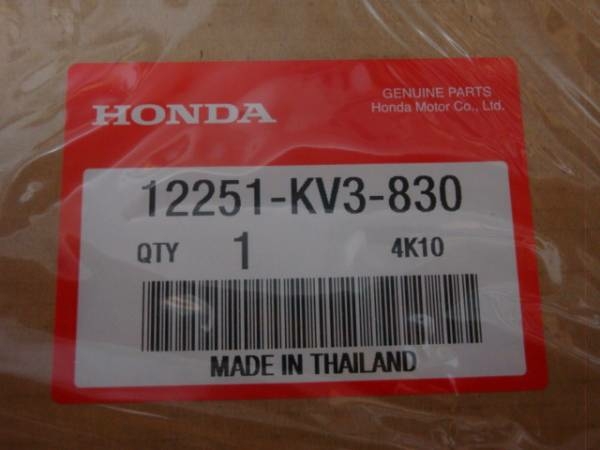 GENUINE PARTS
HONDA Honda Motor Co., Ltd.
12251-KV3-830
QTY 1 4K10
MADE IN THAILAND